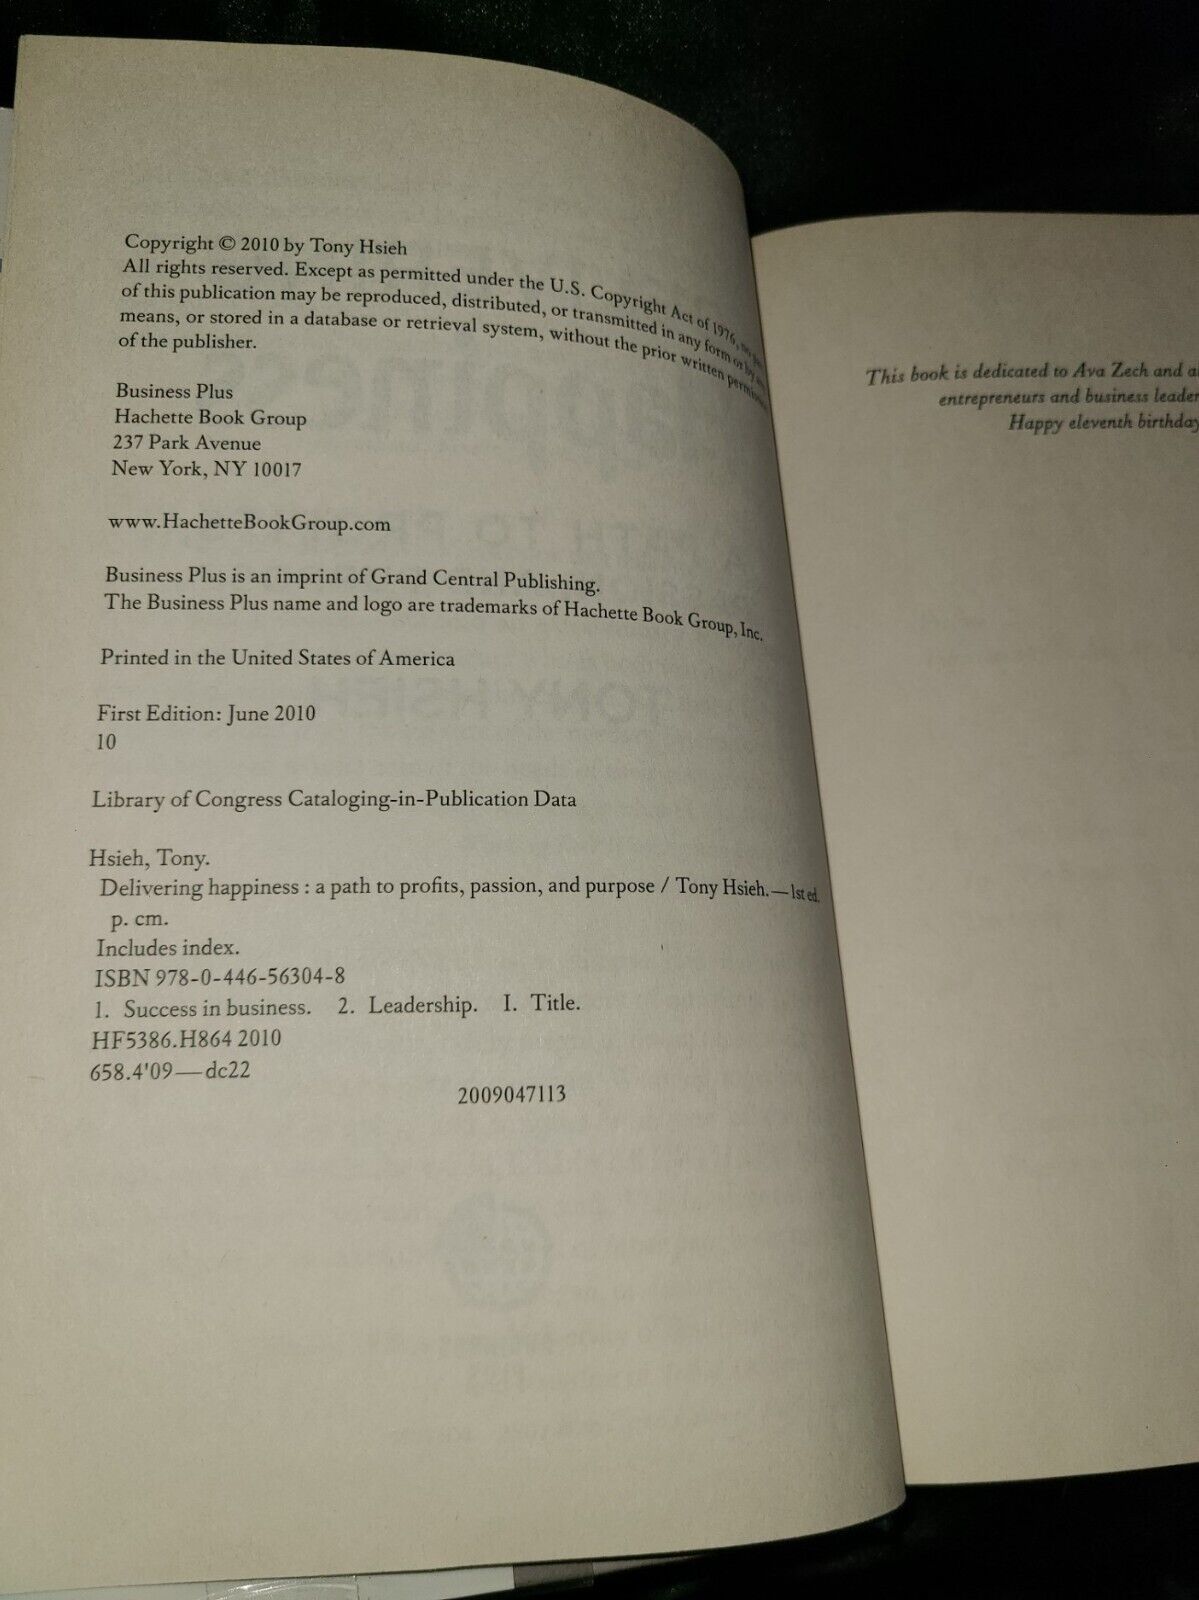 Copyright © 2010 by Tony Hsieh
All rights reserved. Except as permitted under the U.S. Copyright Act of 1976, no
of this publication may be reproduced, distributed, or transmitted in any form or by any
means, or stored in a database or retrieval system, without the prior written permission
of the publisher.
Business Plus
Hachette Book Group
237 Park Avenue
New York, NY 10017
www.HachetteBookGroup.com
Business Plus is an imprint of Grand Central Publishing.
The Business Plus name and logo are trademarks of Hachette Book Group, Inc.
Printed in the United States of America
First Edition: June 2010
10
Library of Congress Cataloging-in-Publication Data
Hsieh, Tony.
Delivering happiness : a path to profits, passion, and purpose / Tony Hsieh.—1st ed.
p. cm.
Includes index.
ISBN 978-0-446-56304-8
1. Success in business. 2. Leadership. I. Title.
HF5386.H864 2010
658.4'09—dc22
2009047113
This book is dedicated to Ava Zech and
entrepreneurs and business leader
Happy eleventh birthday